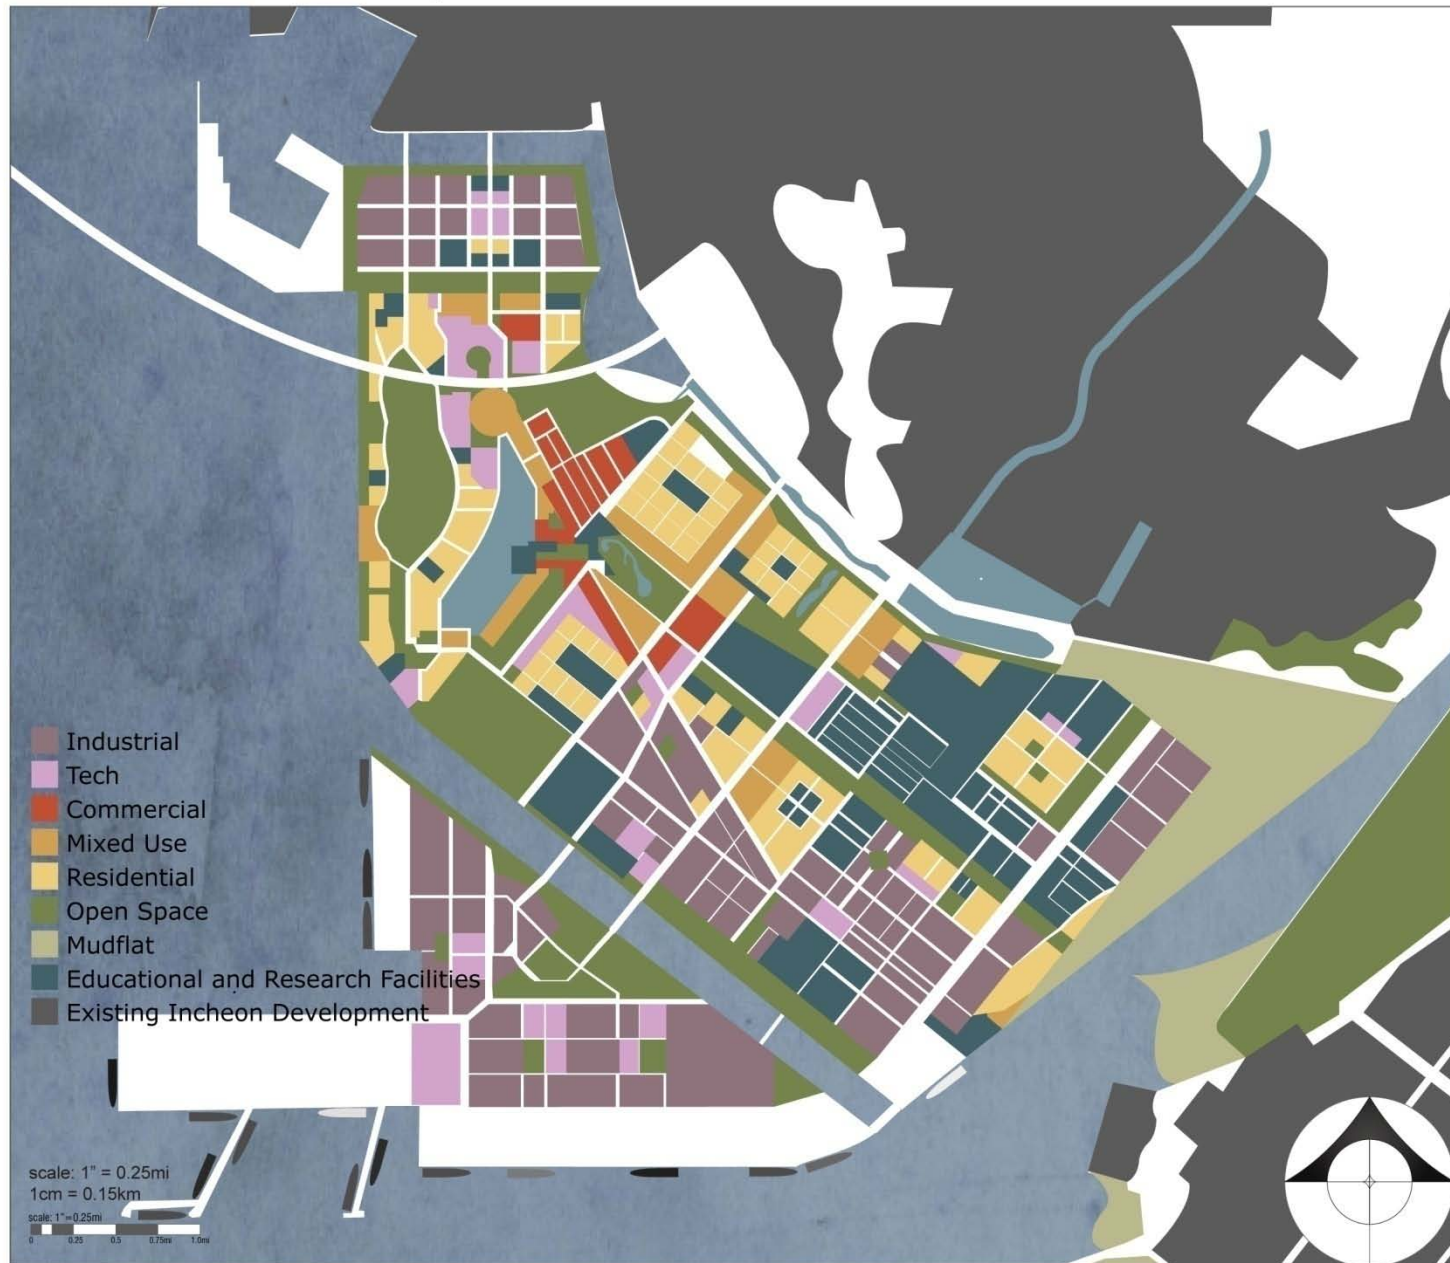 Industrial
Tech
Commercial
Mixed Use
Residential
Open Space
Mudflat
Educational and Research Facilities
Existing Incheon Development
scale: 1" = 0.25mi
1cm = 0.15km
scale: 1"=0.25mi
0 0.25 0.5 0.75mi 1.0mi